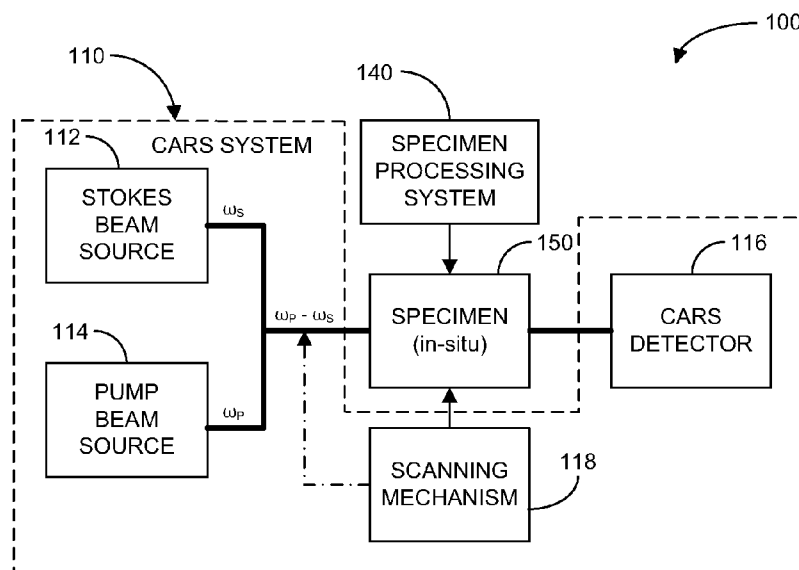 100
110
140
CARS SYSTEM
112
STOKES
BEAM
SOURCE
ωS
SPECIMEN
PROCESSING
SYSTEM
150
116
114
PUMP
BEAM
SOURCE
ωP
ωP - ωS
SPECIMEN
(in-situ)
CARS
DETECTOR
SCANNING
MECHANISM
118